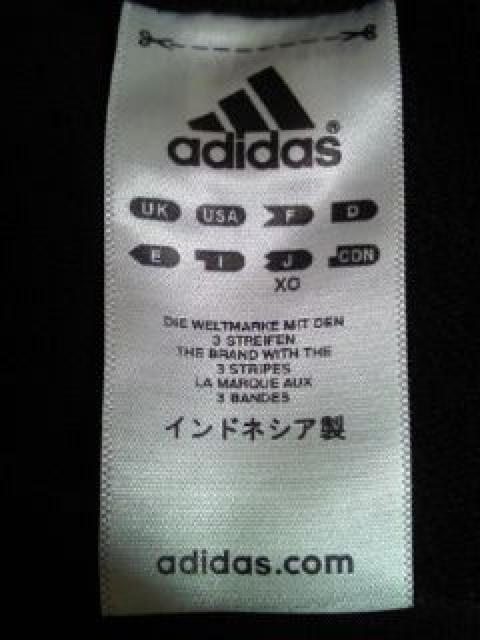 adidas®
UK USA F D
E I J CDN
XO
DIE WELTMARKE MIT DEN
3 STREIFEN
THE BRAND WITH THE
3 STRIPES
LA MARQUE AUX
3 BANDES
インドネシア製
adidas.com